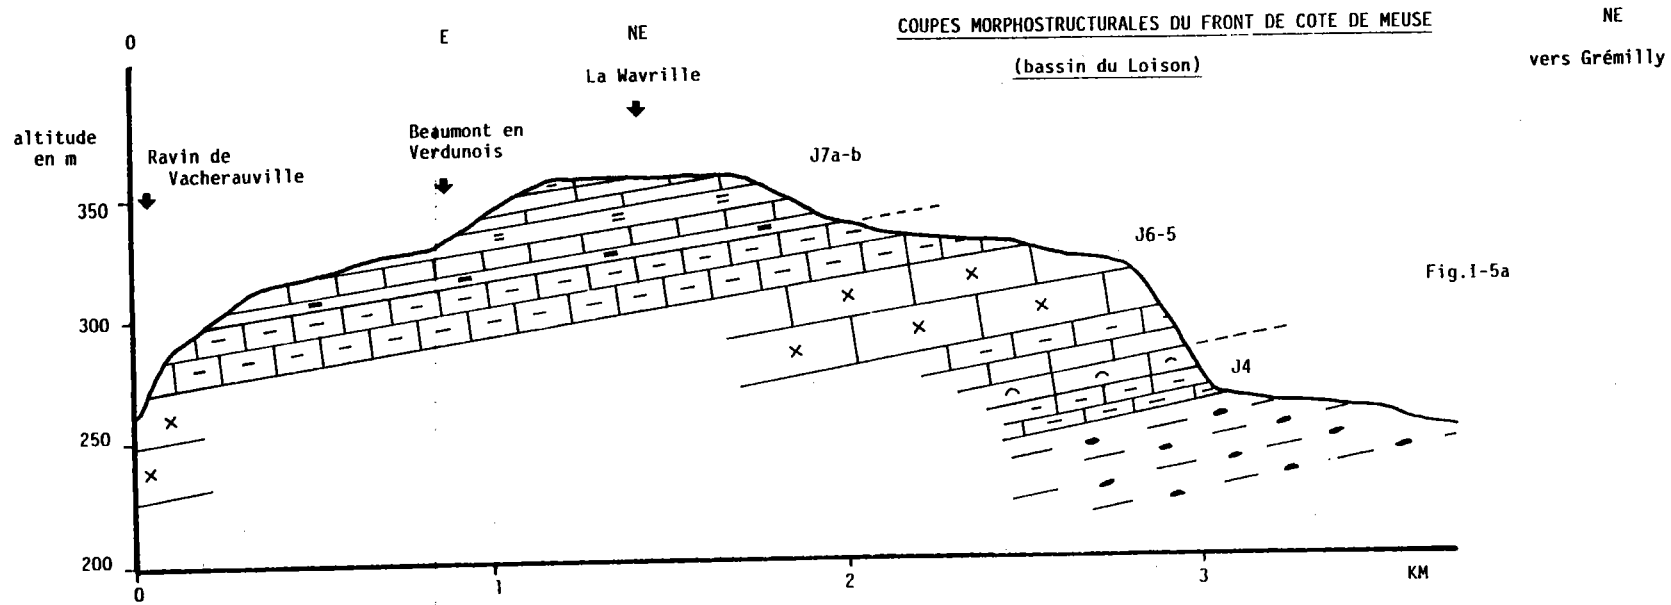 COUPES MORPHOSTRUCTURALES DU FRONT DE COTE DE MEUSE
(bassin du Loison)
O
E
NE
NE
vers Grémilly
La Wavrille
Beaumont en
Verdunois
altitude
en m
Ravin de
Vacherauville
J7a-b
J6-5
J4
Fig.I-5a
350
300
250
200
0
1
2
3
KM